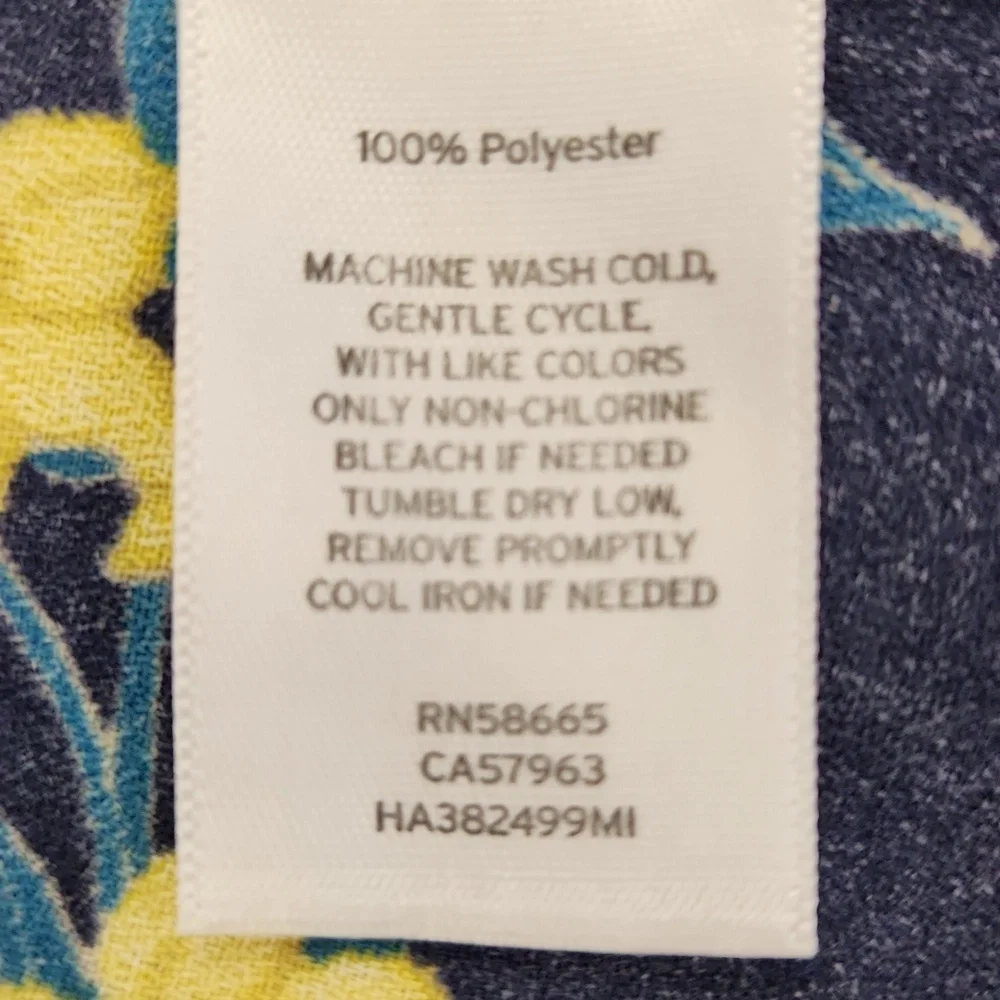 100% Polyester
MACHINE WASH COLD,
GENTLE CYCLE,
WITH LIKE COLORS
ONLY NON-CHLORINE
BLEACH IF NEEDED
TUMBLE DRY LOW,
REMOVE PROMPTLY
COOL IRON IF NEEDED
RN58665
CA57963
HA382499MI